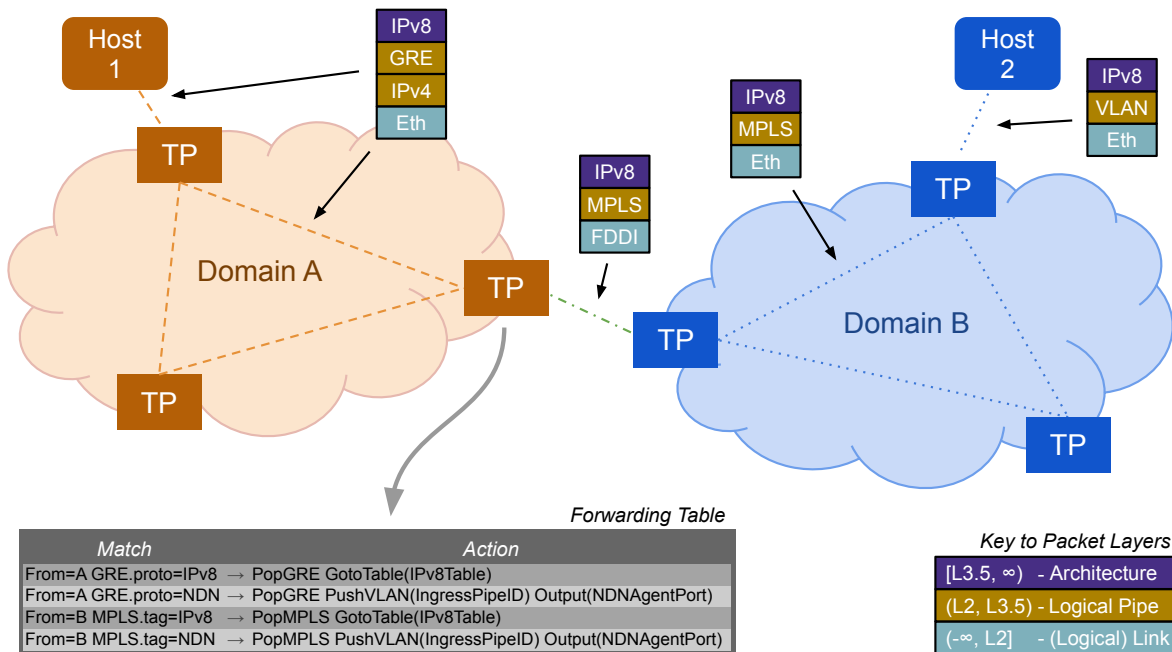 Host
1
IPv8
GRE
IPv4
Eth
Host
2
IPv8
MPLS
Eth
IPv8
VLAN
Eth
TP
IPv8
MPLS
FDDI
TP
Domain A
TP
Domain B
TP
TP
TP
Forwarding Table
Match Action
From=A GRE.proto=IPv8 → PopGRE GotoTable(IPv8Table)
From=A GRE.proto=NDN → PopGRE PushVLAN(IngressPipeID) Output(NDNAgentPort)
From=B MPLS.tag=IPv8 → PopMPLS GotoTable(IPv8Table)
From=B MPLS.tag=NDN → PopMPLS PushVLAN(IngressPipeID) Output(NDNAgentPort)
Key to Packet Layers
[L3.5, ∞) - Architecture
(L2, L3.5) - Logical Pipe
(-∞, L2] - (Logical) Link